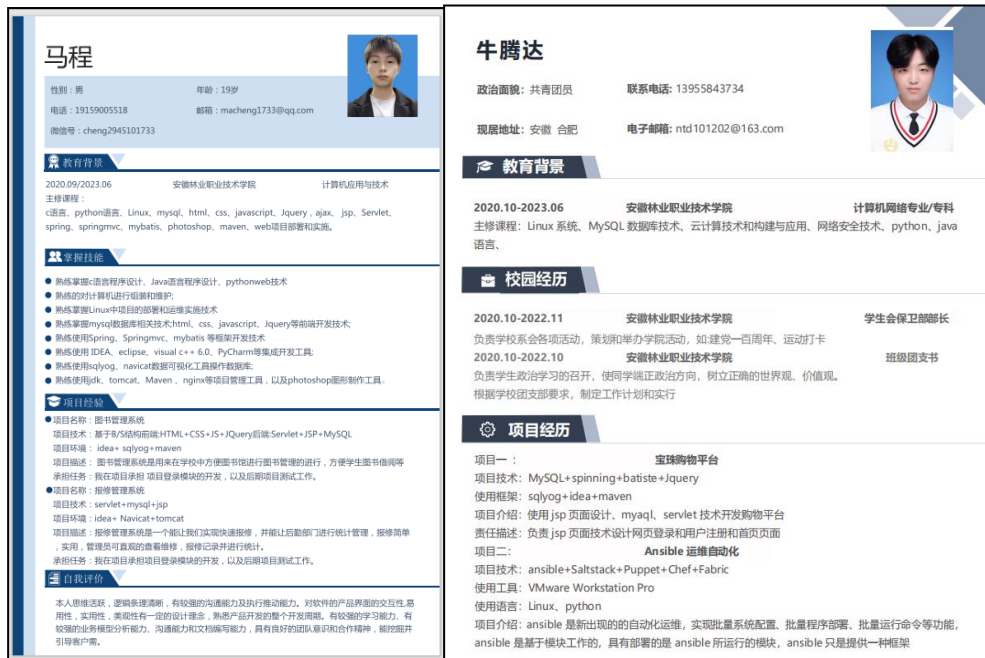 马程
性别：男 年龄：19岁
电话：19159005518 邮箱：macheng1733@qq.com
微信号：cheng2945101733
教育背景
2020.09/2023.06 安徽林业职业技术学院 计算机应用与技术
主修课程：
c语言、python语言、Linux、mysql、html、css、javascript、Jquery，ajax、jsp、Servlet、
spring、springmvc、mybatis、photoshop、maven、web项目部署和实施。
掌握技能
熟练掌握c语言程序设计、Java语言程序设计、pythonweb技术
熟练的对计算机进行组装和维护;
熟练掌握Linux中项目的部署和运维实施技术
熟练掌握mysql数据库相关技术;html、css、javascript、Jquery等前端开发技术;
熟练使用Spring、Springmvc、mybatis 等框架开发技术
熟练使用 IDEA、eclipse、visual c++ 6.0、PyCharm等集成开发工具;
熟练使用sqlyog、navicat数据可视化工具操作数据库;
熟练使用jdk、tomcat、Maven 、nginx等项目管理工具，以及photoshop图形制作工具。
项目经验
项目名称：图书管理系统
项目技术：基于B/S结构前端:HTML+CSS+JS+JQuery后端:Servlet+JSP+MySQL
项目环境： idea+ sqlyog+maven
项目描述： 图书管理系统是用来在学校中方便图书馆进行图书管理的进行，方便学生图书借阅等
承担任务：我在项目承担 项目登录模块的开发，以及后期项目测试工作。
项目名称：报修管理系统
项目技术：servlet+mysql+jsp
项目环境：idea+ Navicat+tomcat
项目描述：报修管理系统是一个能让我们实现快速报修，并能让后勤部门进行统计管理，报修简单
，实用，管理员可直观的查看维修，报修记录并进行统计。
承担任务：我在项目承担项目登录模块的开发，以及后期项目测试工作。
自我评价
本人思维活跃，逻辑条理清晰，有较强的沟通能力及执行推动能力。对软件的产品界面的交互性,易
用性，实用性，美观性有一定的设计理念，熟悉产品开发的整个开发周期。有较强的学习能力、有
较强的业务模型分析能力、沟通能力和文档编写能力，具有良好的团队意识和合作精神，能挖掘并
引导客户需。
牛腾达
政治面貌：共青团员 联系电话: 13955843734
现居地址：安徽 合肥 电子邮箱: ntd101202@163.com
教育背景
2020.10-2023.06 安徽林业职业技术学院 计算机网络专业/专科
主修课程：Linux 系统、MySQL 数据库技术、云计算技术和构建与应用、网络安全技术、python、java
语言、
校园经历
2020.10-2022.11 安徽林业职业技术学院 学生会保卫部部长
负责学校系会各项活动，策划和举办学院活动，如:建党一百周年、运动打卡
2020.10-2022.10 安徽林业职业技术学院 班级团支书
负责学生政治学习的召开，使同学端正政治方向，树立正确的世界观、价值观。
根据学校团支部要求，制定工作计划和实行
项目经历
项目一 ： 宝珠购物平台
项目技术：MySQL+spinning+batiste+Jquery
使用框架：sqlyog+idea+maven
项目介绍：使用 jsp 页面设计、myaql、servlet 技术开发购物平台
责任描述：负责 jsp 页面技术设计网页登录和用户注册和首页页面
项目二： Ansible 运维自动化
项目技术：ansible+Saltstack+Puppet+Chef+Fabric
使用工具：VMware Workstation Pro
使用语言：Linux、python
项目介绍：ansible 是新出现的的自动化运维，实现批量系统配置、批量程序部署、批量运行命令等功能，
ansible 是基于模块工作的，具有部署的是 ansible 所运行的模块，ansible 只是提供一种框架